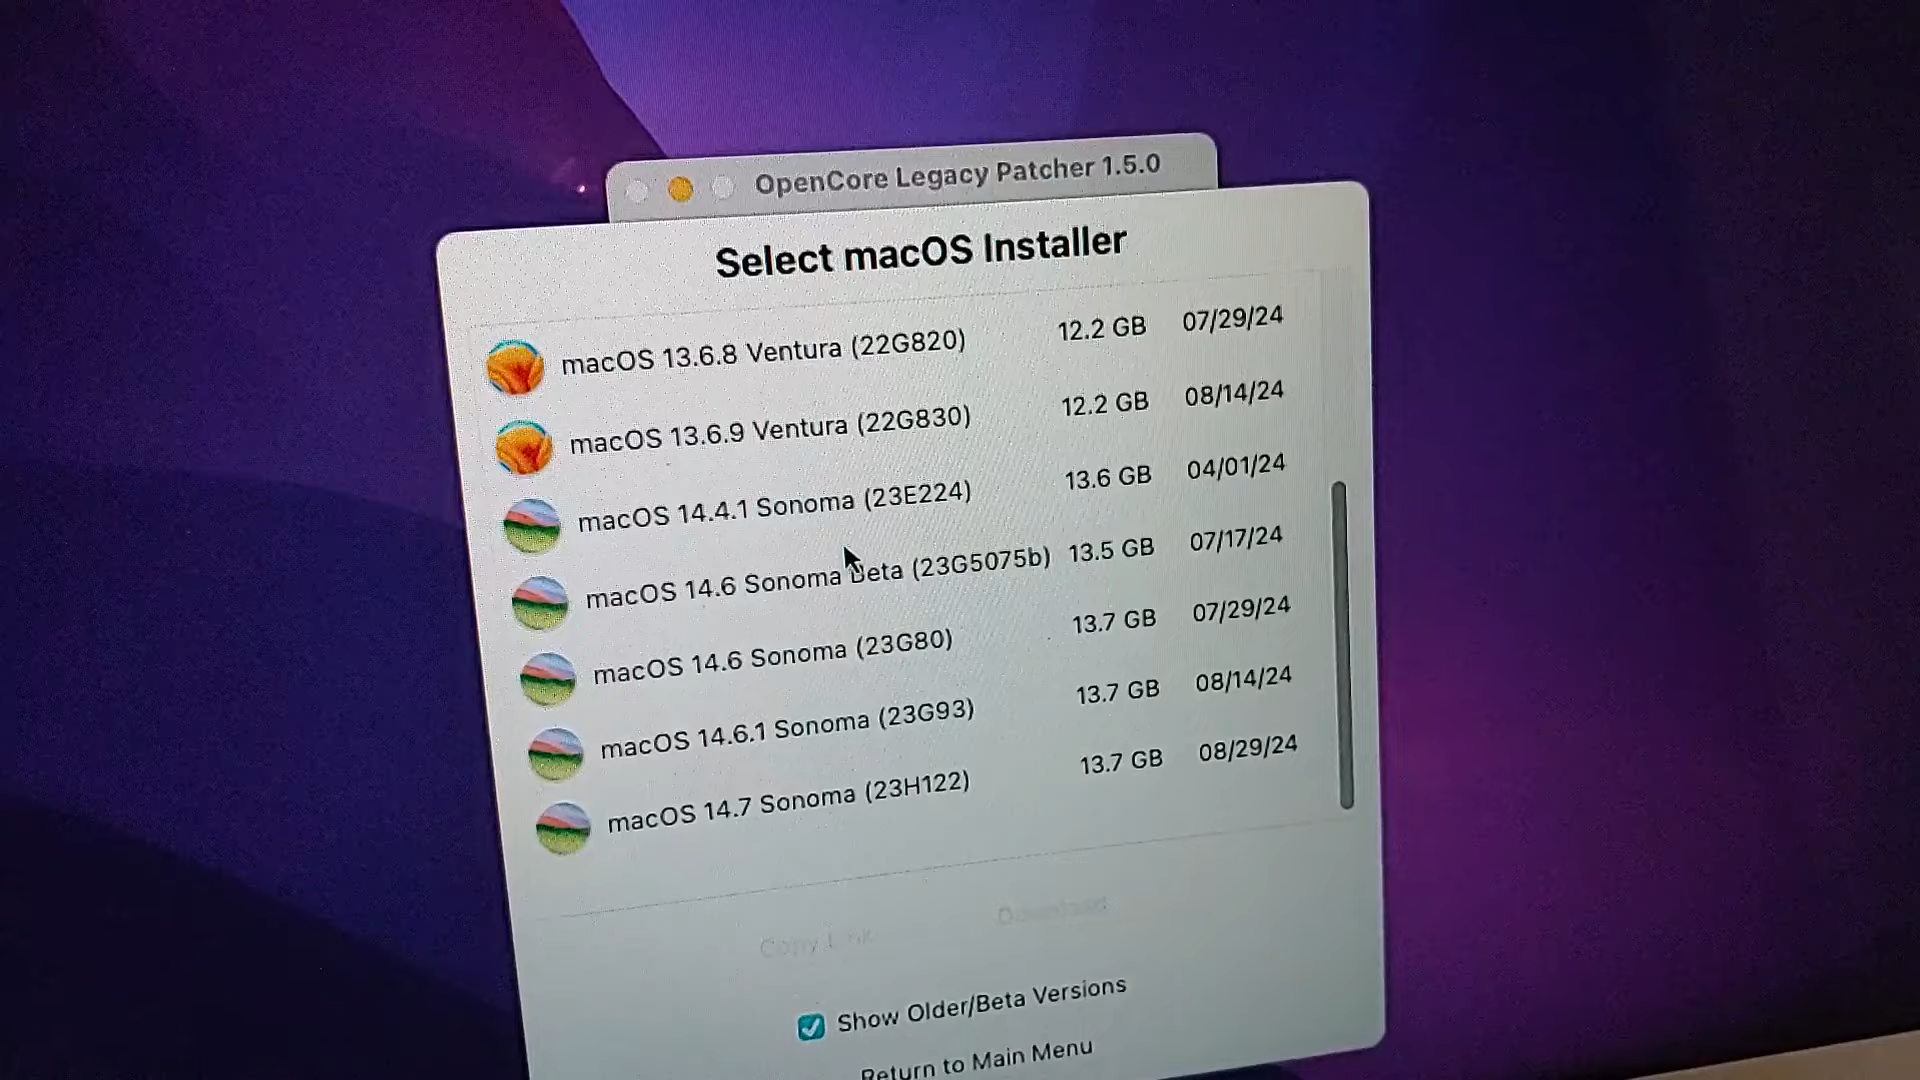 OpenCore Legacy Patcher 1.5.0
Select macOS Installer
macOS 13.6.8 Ventura (22G820) 12.2 GB 07/29/24
macOS 13.6.9 Ventura (22G830) 12.2 GB 08/14/24
macOS 14.4.1 Sonoma (23E224) 13.6 GB 04/01/24
macOS 14.6 Sonoma Beta (23G5075b) 13.5 GB 07/17/24
macOS 14.6 Sonoma (23G80) 13.7 GB 07/29/24
macOS 14.6.1 Sonoma (23G93) 13.7 GB 08/14/24
macOS 14.7 Sonoma (23H122) 13.7 GB 08/29/24
Copy Link Download
Show Older/Beta Versions
Return to Main Menu